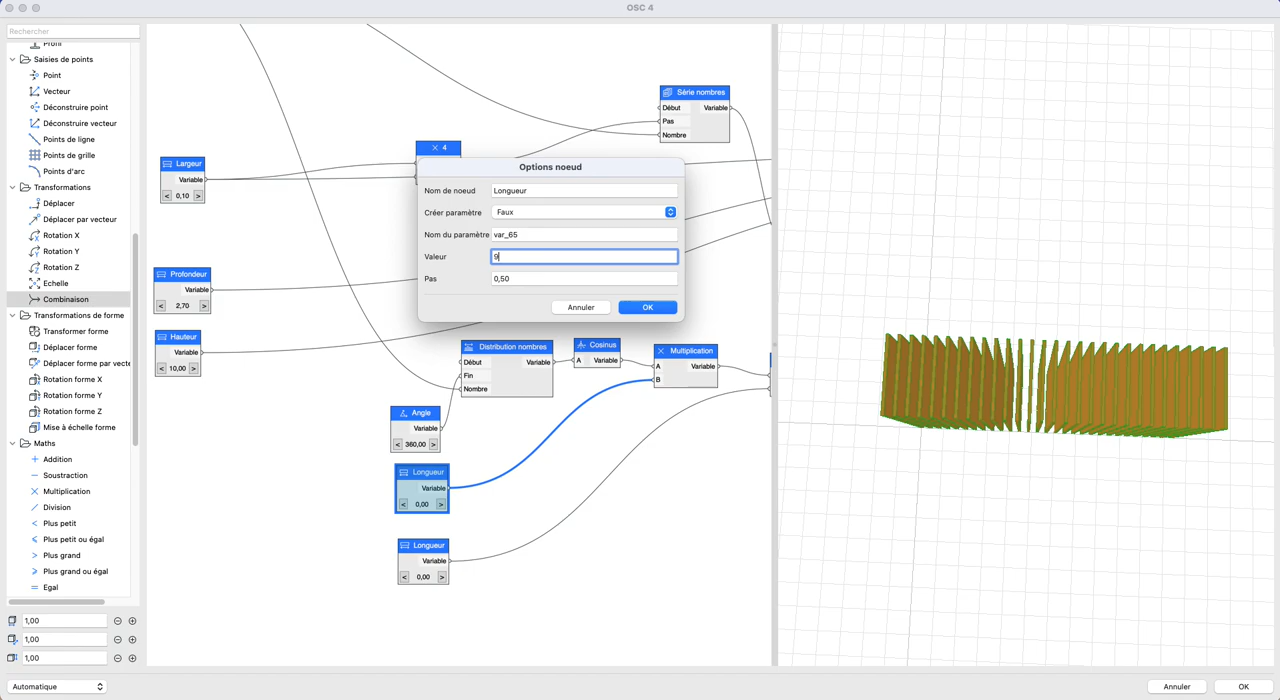 OSC 4
Rechercher
Profil
Saisies de points
Point
Vecteur
Déconstruire point
Déconstruire vecteur
Points de ligne
Points de grille
Points d'arc
Transformations
Déplacer
Déplacer par vecteur
Rotation X
Rotation Y
Rotation Z
Echelle
Combinaison
Transformations de forme
Transformer forme
Déplacer forme
Déplacer forme par vecte
Rotation forme X
Rotation forme Y
Rotation forme Z
Mise à échelle forme
Maths
Addition
Soustraction
Multiplication
Division
Plus petit
Plus petit ou égal
Plus grand
Plus grand ou égal
Egal
1,00
1,00
1,00
Automatique
Largeur
Variable
< 0,10 >
Profondeur
Variable
< 2,70 >
Hauteur
Variable
< 10,00 >
4
Série nombres
Début Variable
Pas
Nombre
Options noeud
Nom de noeud Longueur
Créer paramètre Faux
Nom du paramètre var_65
Valeur 9
Pas 0,50
Annuler OK
Distribution nombres
Début Variable
Fin
Nombre
Cosinus
A Variable
Multiplication
A Variable
B
Angle
Variable
< 360,00 >
Longueur
Variable
< 0,00 >
Longueur
Variable
< 0,00 >
Annuler OK